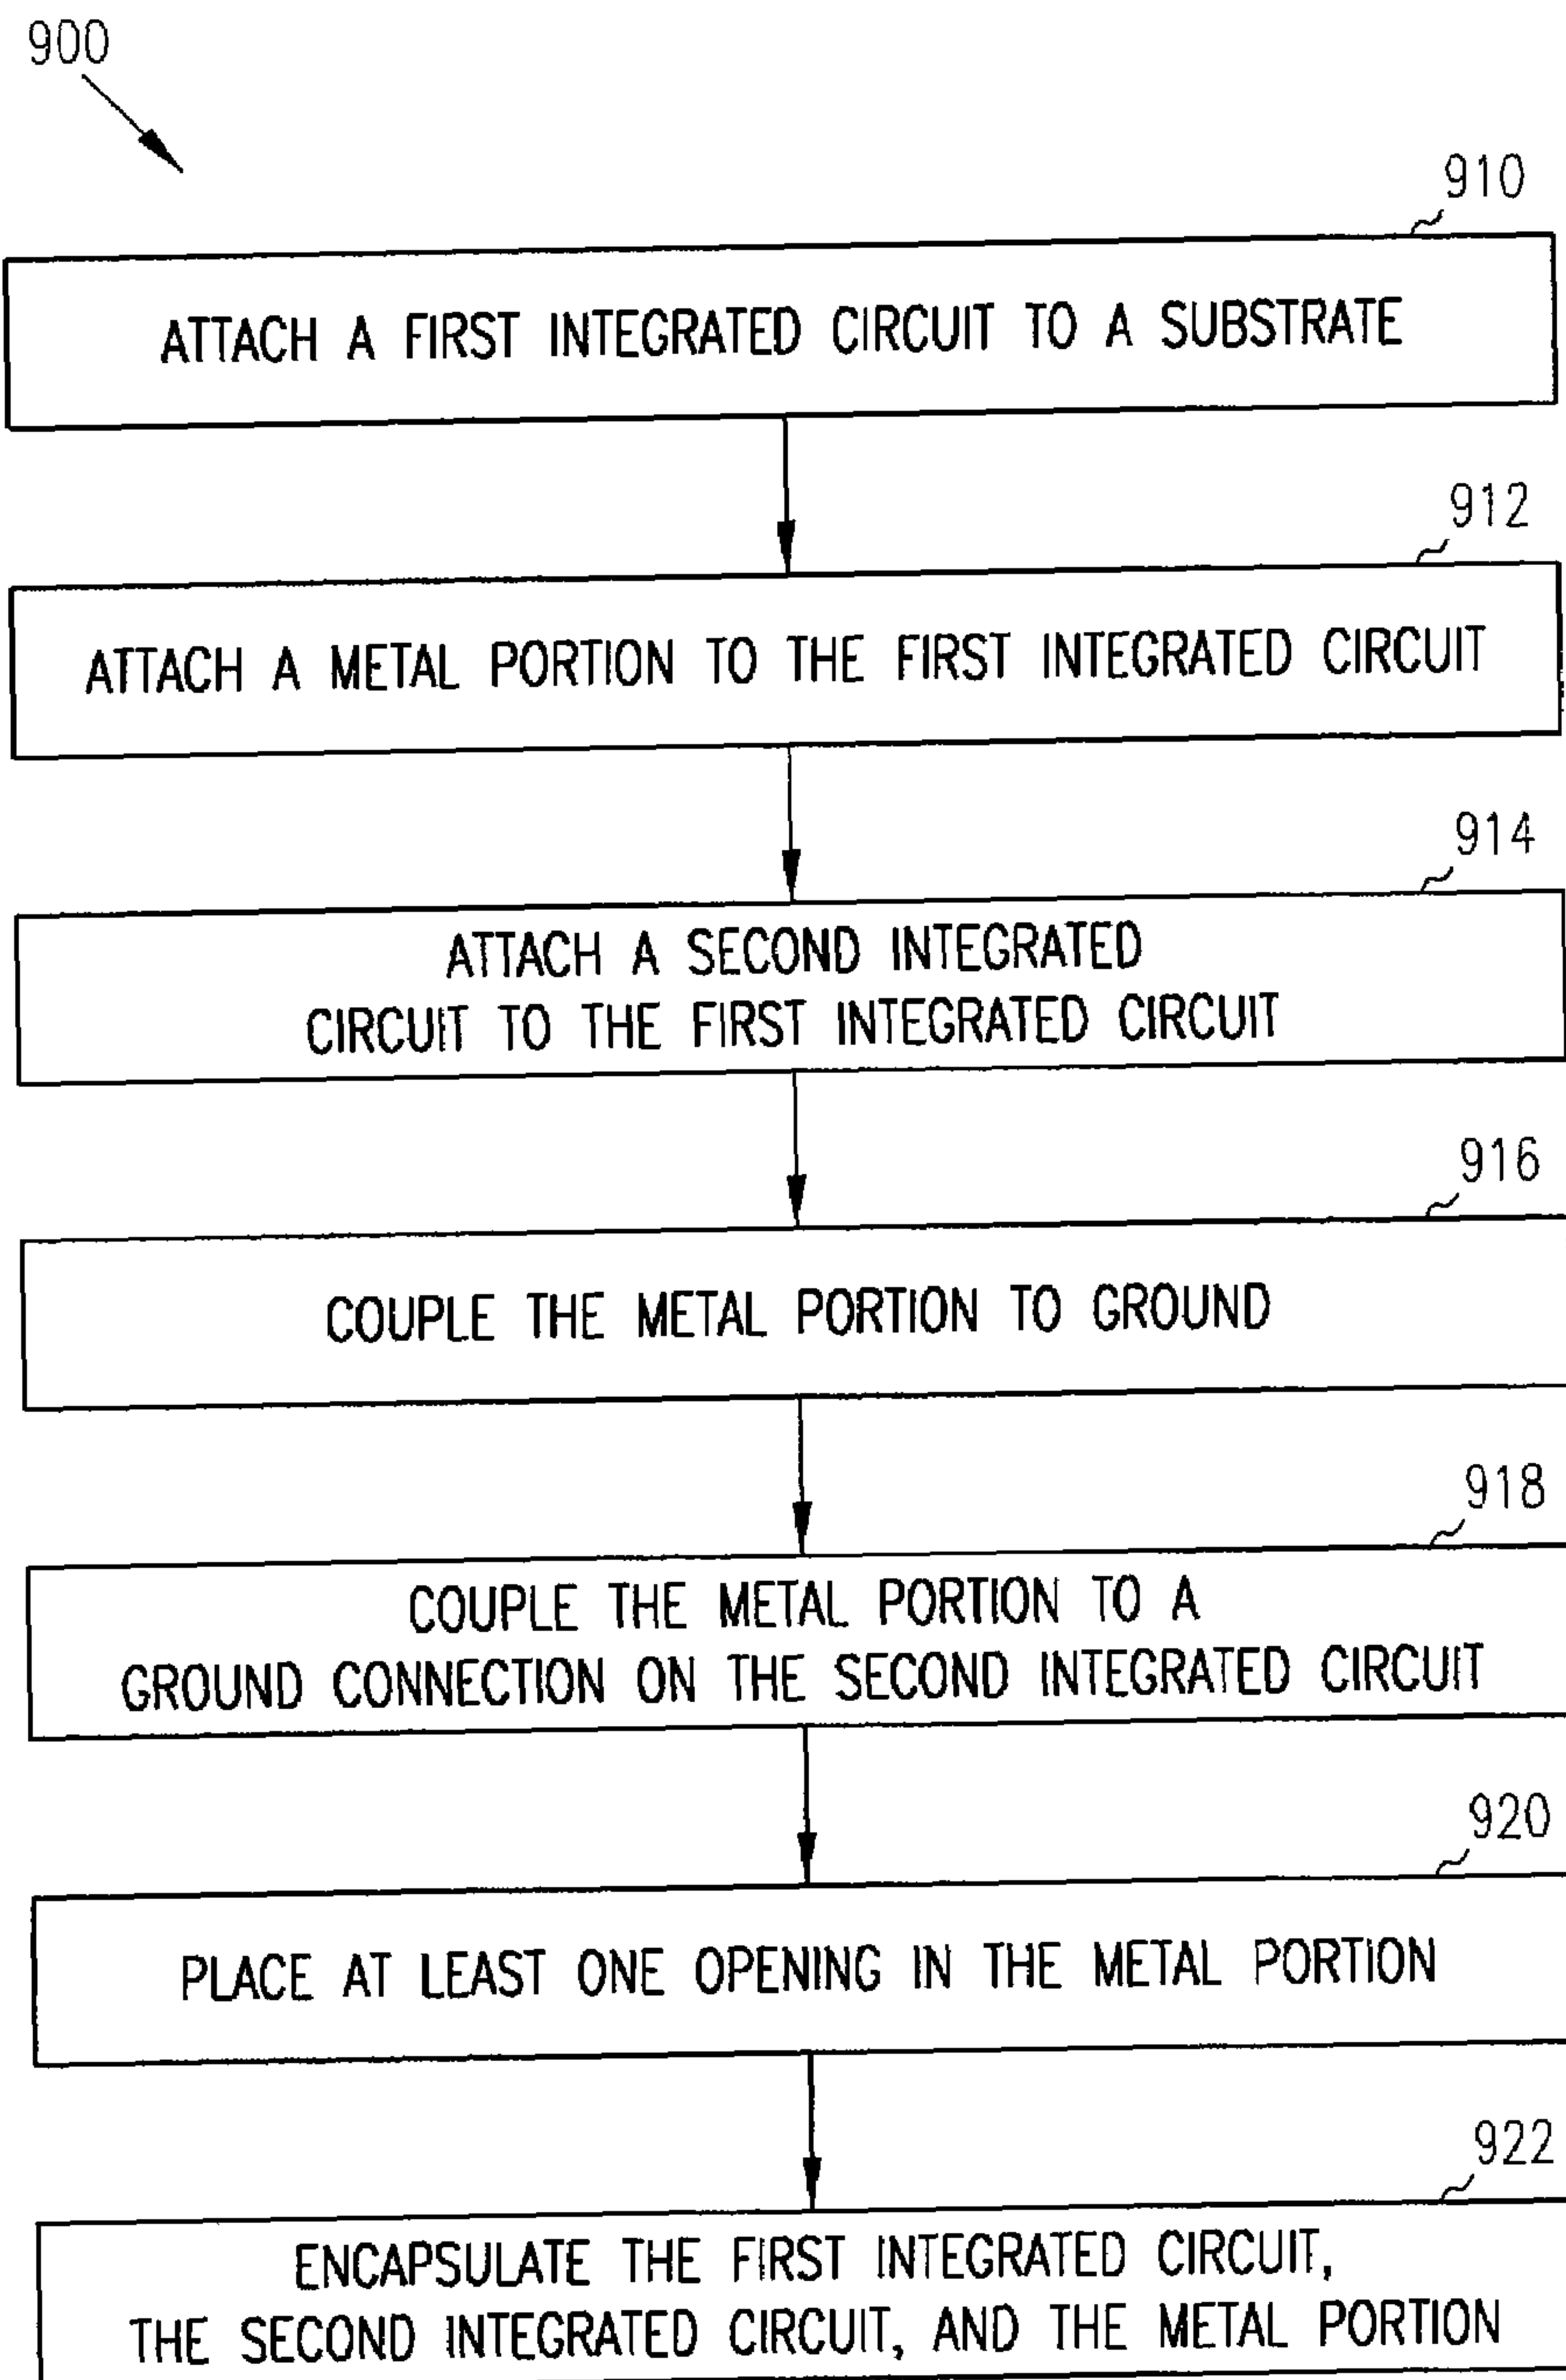 900
910
ATTACH A FIRST INTEGRATED CIRCUIT TO A SUBSTRATE
912
ATTACH A METAL PORTION TO THE FIRST INTEGRATED CIRCUIT
914
ATTACH A SECOND INTEGRATED
CIRCUIT TO THE FIRST INTEGRATED CIRCUIT
916
COUPLE THE METAL PORTION TO GROUND
918
COUPLE THE METAL PORTION TO A
GROUND CONNECTION ON THE SECOND INTEGRATED CIRCUIT
920
PLACE AT LEAST ONE OPENING IN THE METAL PORTION
922
ENCAPSULATE THE FIRST INTEGRATED CIRCUIT,
THE SECOND INTEGRATED CIRCUIT, AND THE METAL PORTION